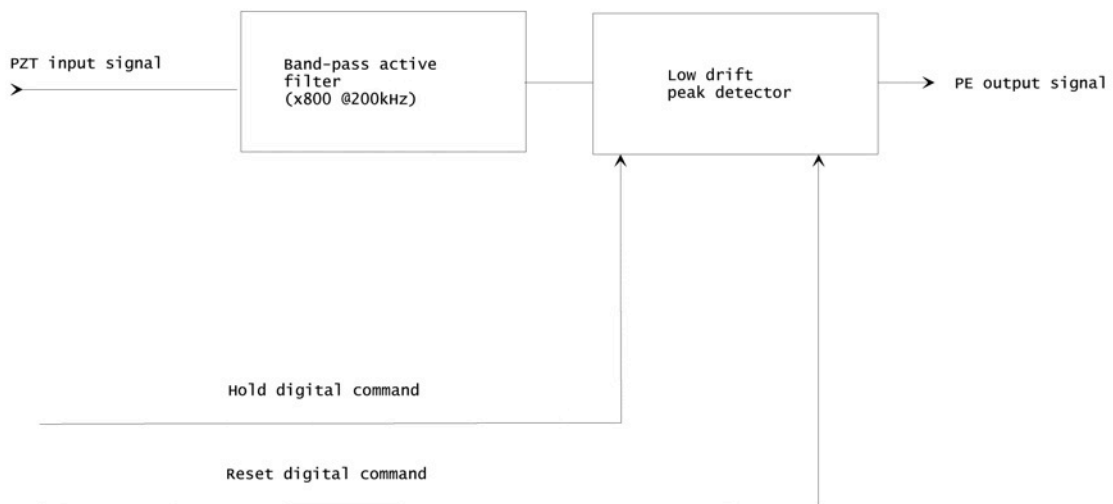 PZT input signal
Band-pass active
filter
(x800 @200kHz)
Low drift
peak detector
PE output signal
Hold digital command
Reset digital command